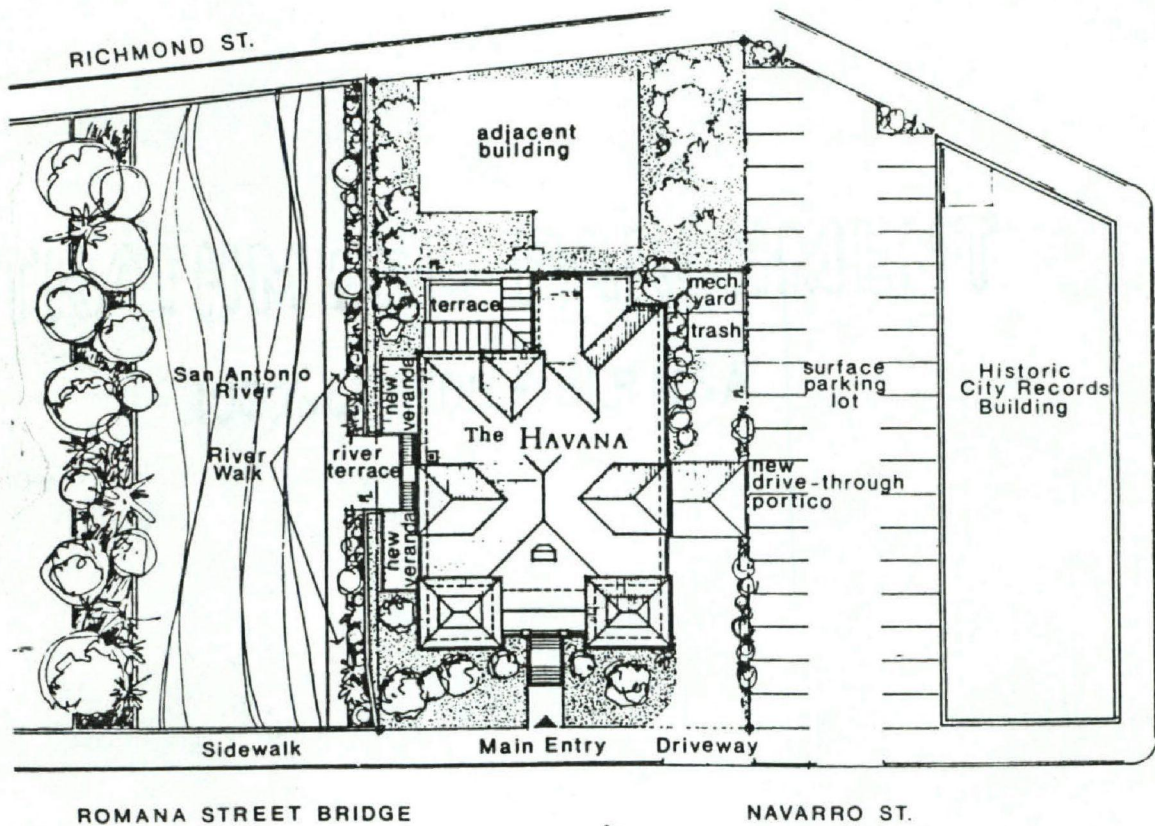 RICHMOND ST.
adjacent
building
terrace
mech.
yard
trash
San Antonio
River
new
veranda
surface
parking
lot
Historic
City Records
Building
The HAVANA
River
Walk
river
terrace
new
drive-through
portico
new
veranda
Sidewalk
Main Entry
Driveway
ROMANA STREET BRIDGE
NAVARRO ST.